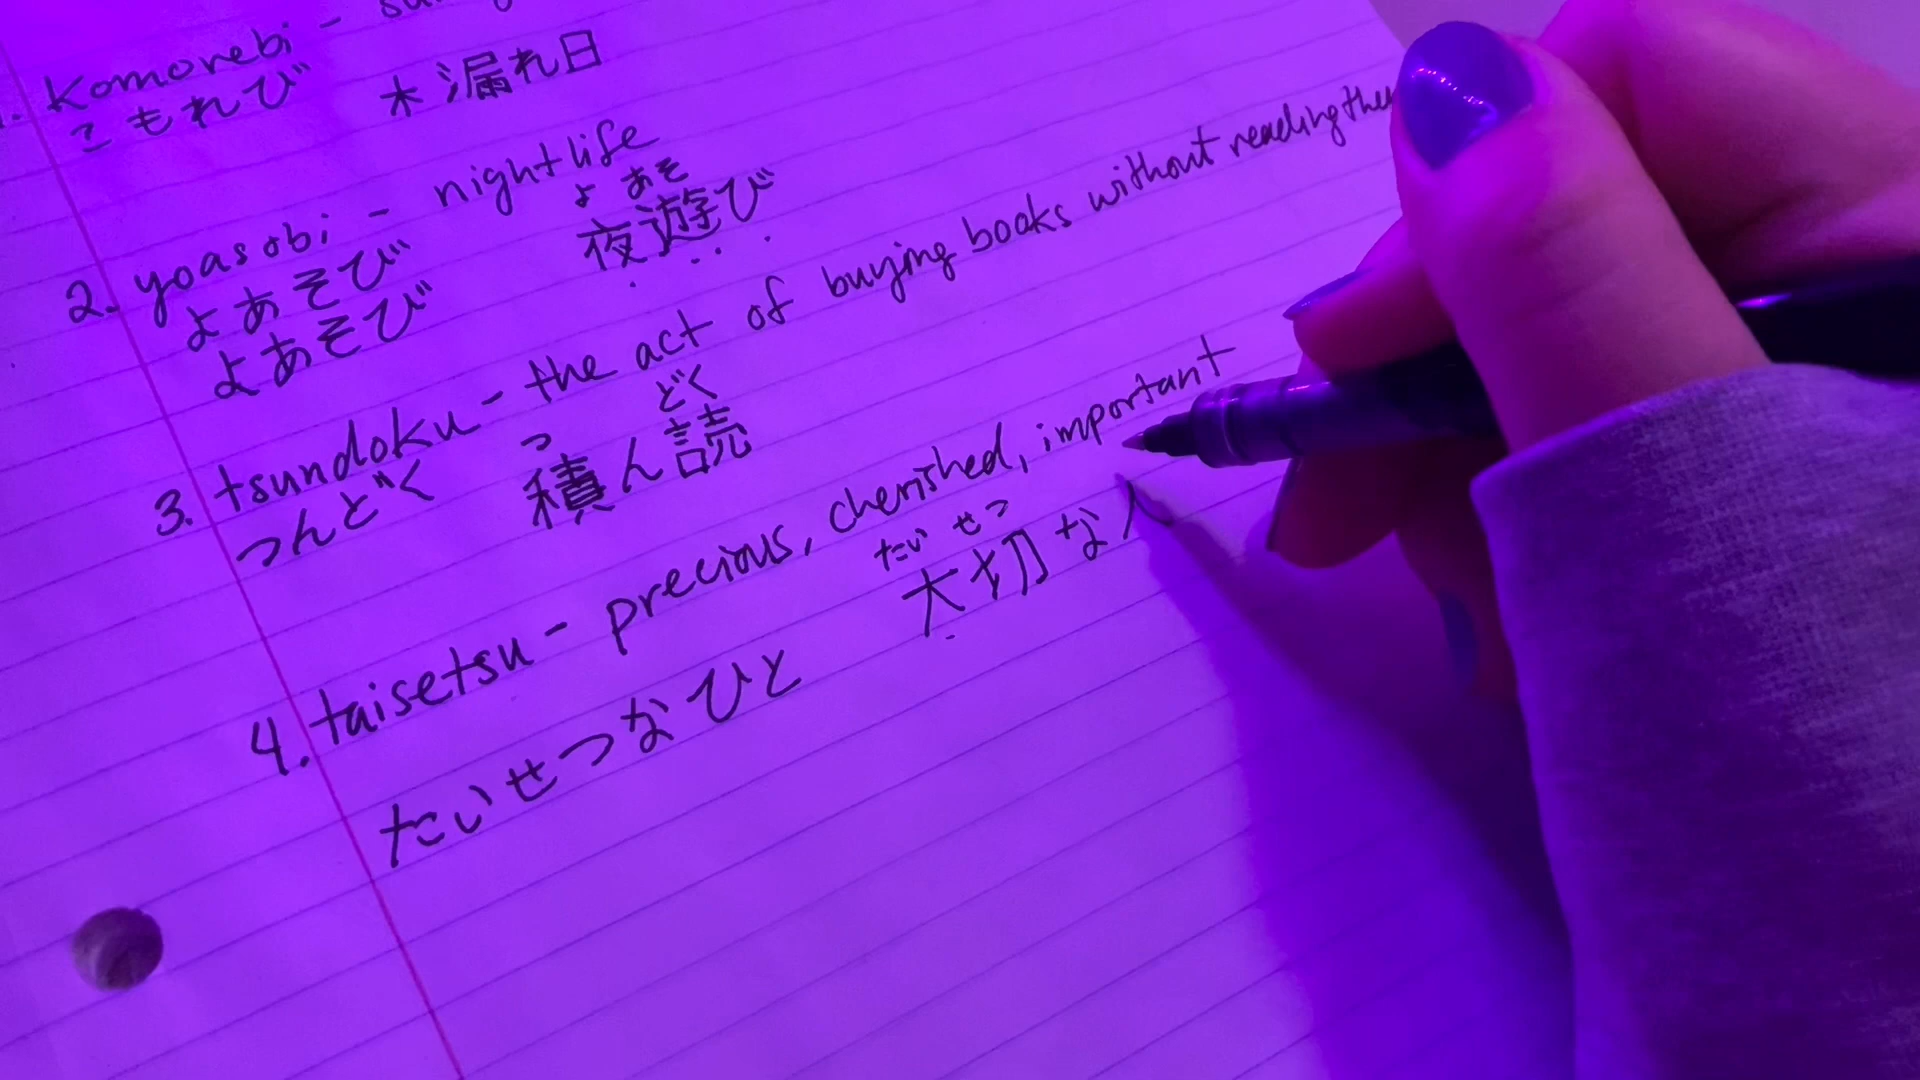 1. Komorebi -
こもれび 木漏れ日
2. yoasobi - nightlife
よあそび よ あそ
夜遊び
よあそび
3. tsundoku - the act of buying books without reading
つんどく つ どく
積ん読
4. taisetsu - precious, cherished, important
たい せつ
大切な人
たいせつなひと